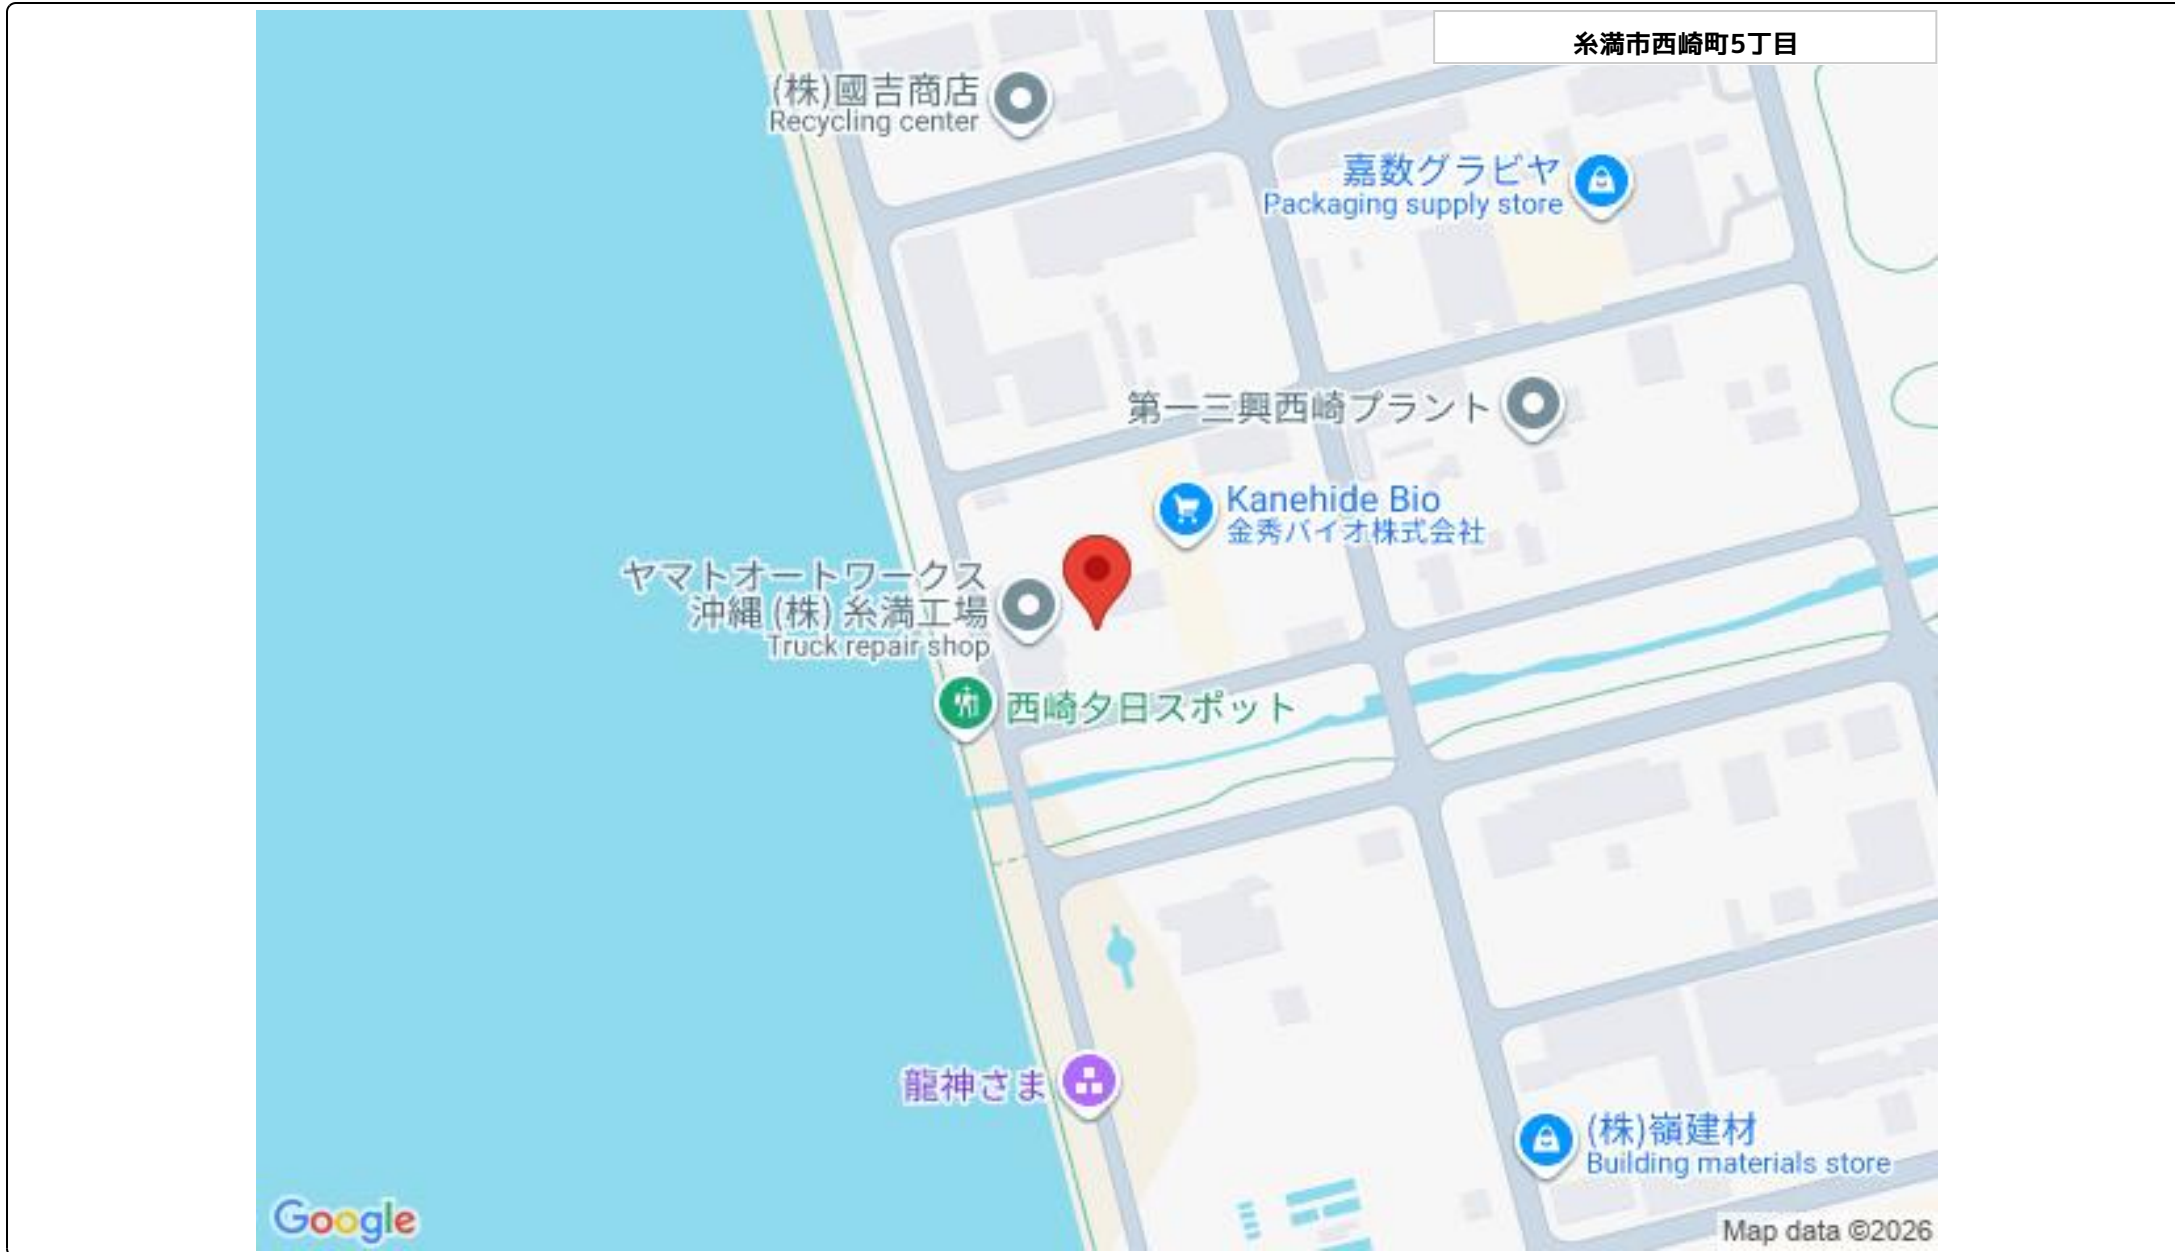 糸満市西崎町5丁目
(株)國吉商店
Recycling center
嘉数グラビヤ
Packaging supply store
第一三興西崎プラント
Kanehide Bio
金秀バイオ株式会社
ヤマトオートワークス
沖縄 (株) 糸満工場
Truck repair shop
西崎夕日スポット
龍神さま
(株)嶺建材
Building materials store
Google
Map data ©2026